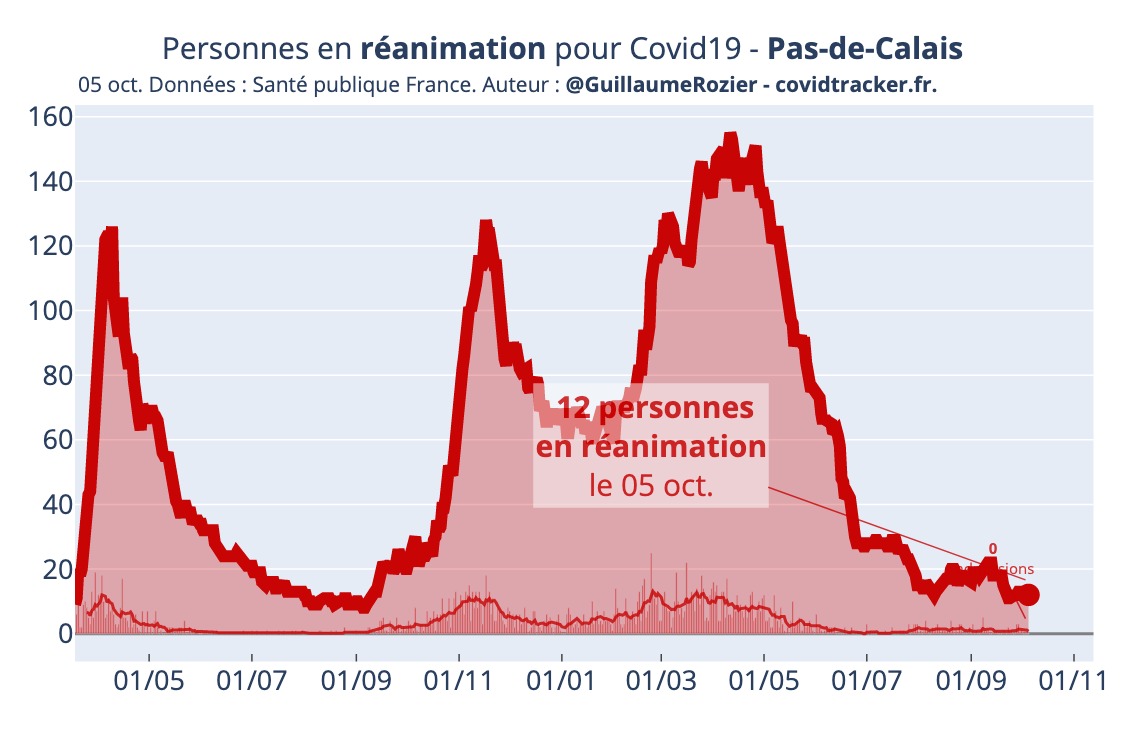 Personnes en réanimation pour Covid19 - Pas-de-Calais
05 oct. Données : Santé publique France. Auteur : @GuillaumeRozier - covidtracker.fr.
160
140
120
100
80
60
40
20
0
12 personnes
en réanimation
le 05 oct.
0
01/05 01/07 01/09 01/11 01/01 01/03 01/05 01/07 01/09 01/11